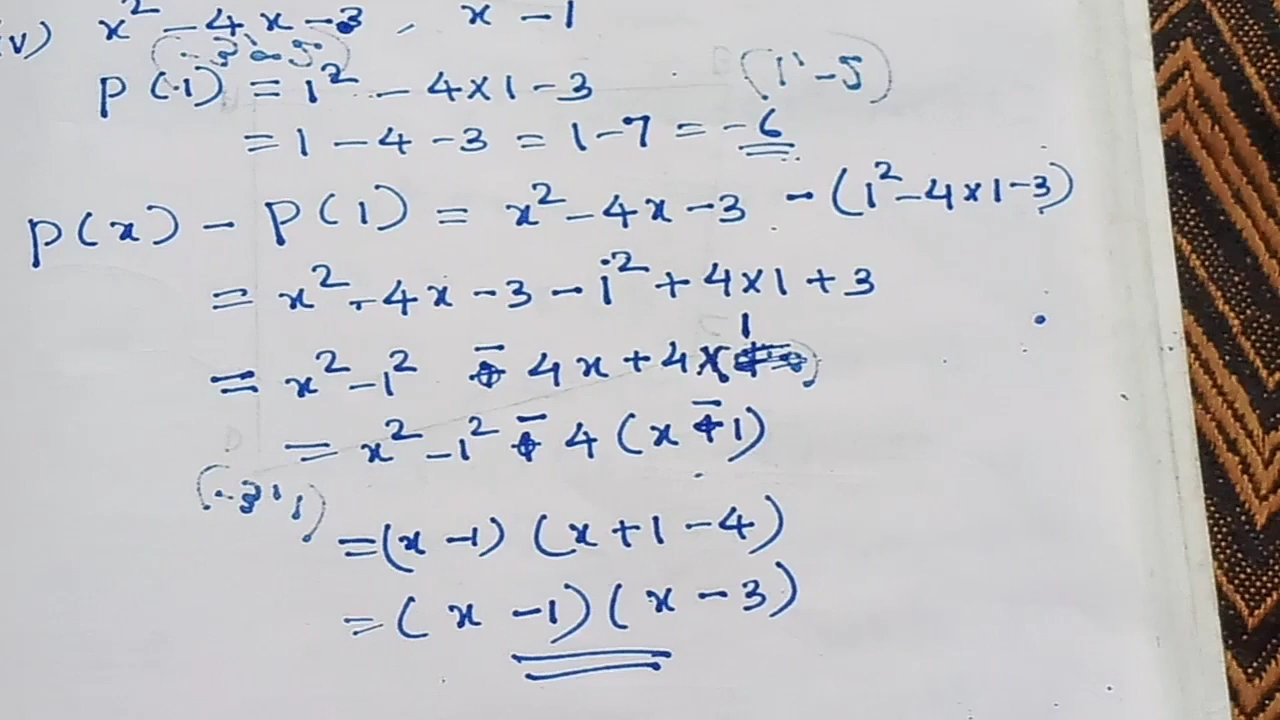 iv) x² - 4x - 3, x - 1
P(1) = 1² - 4×1-3
= 1 - 4 - 3 = 1-7 = -6
P(x) - P(1) = x² - 4x - 3 - (1² - 4×1-3)
= x² - 4x - 3 - 1² + 4×1 + 3
= x² - 1² - 4x + 4×1
= x² - 1² - 4(x - 1)
= (x - 1) (x + 1 - 4)
= (x - 1) (x - 3)